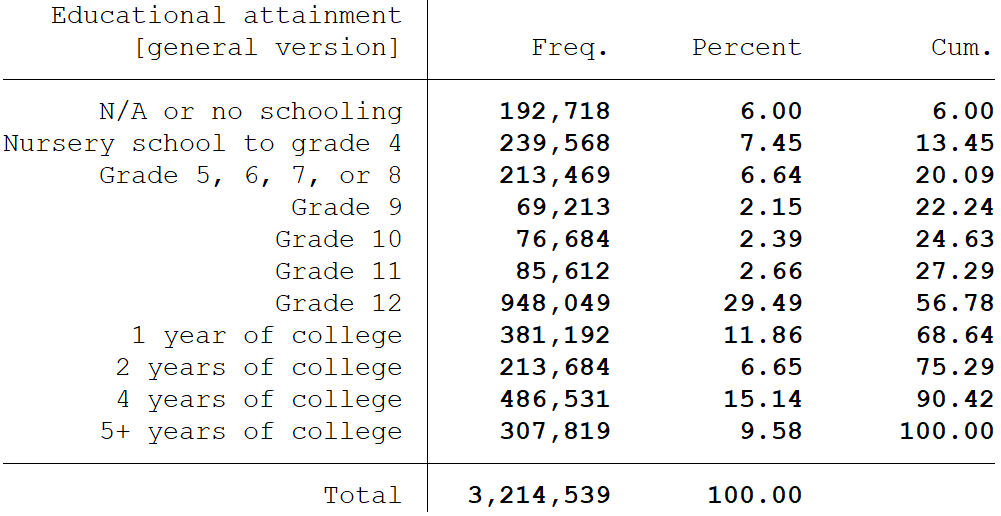 Educational attainment
[general version] Freq. Percent Cum.
N/A or no schooling 192,718 6.00 6.00
Nursery school to grade 4 239,568 7.45 13.45
Grade 5, 6, 7, or 8 213,469 6.64 20.09
Grade 9 69,213 2.15 22.24
Grade 10 76,684 2.39 24.63
Grade 11 85,612 2.66 27.29
Grade 12 948,049 29.49 56.78
1 year of college 381,192 11.86 68.64
2 years of college 213,684 6.65 75.29
4 years of college 486,531 15.14 90.42
5+ years of college 307,819 9.58 100.00
Total 3,214,539 100.00